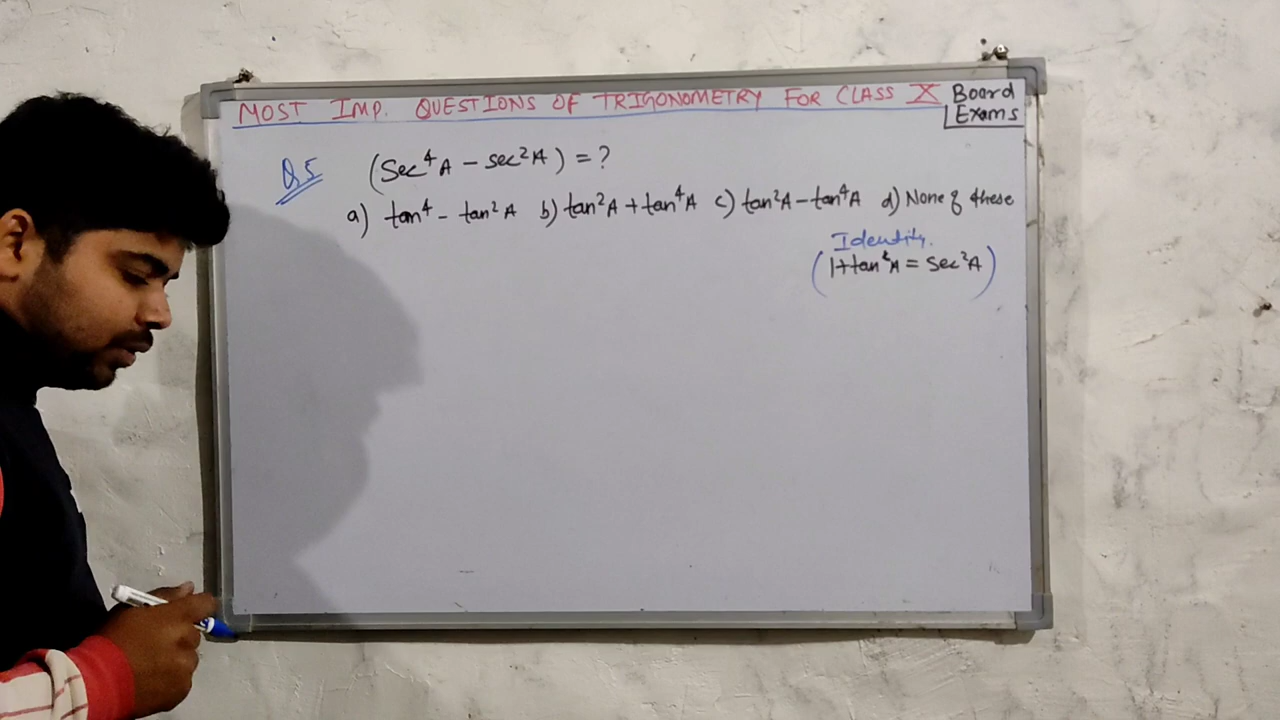 MOST IMP. QUESTIONS OF TRIGONOMETRY FOR CLASS X Board Exams
Q5 (Sec⁴A - sec²A) = ?
a) tan⁴ - tan²A b) tan²A + tan⁴A c) tan²A - tan⁴A d) None of these
Identity.
(1+tan²A = Sec²A)